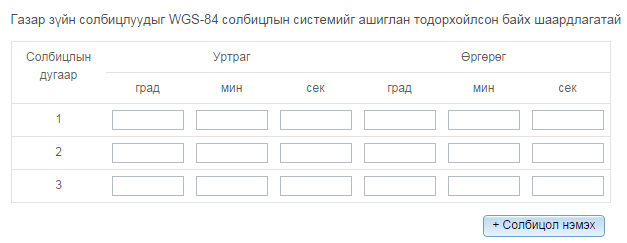 Газар зүйн солбицлуудыг WGS-84 солбицлын системийг ашиглан тодорхойлсон байх шаардлагатай
Солбицлын дугаар Уртраг Өргөрөг
град мин сек град мин сек
1
2
3
+ Солбицол нэмэх